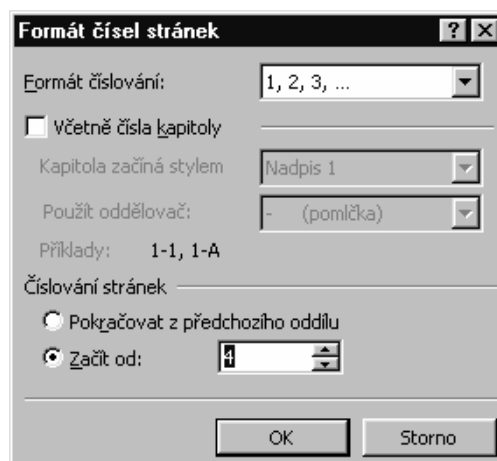 Formát čísel stránek
Formát číslování: 1, 2, 3, ...
Včetně čísla kapitoly
Kapitola začíná stylem Nadpis 1
Použít oddělovač: - (pomlčka)
Příklady: 1-1, 1-A
Číslování stránek
Pokračovat z předchozího oddílu
Začít od: 4
OK Storno